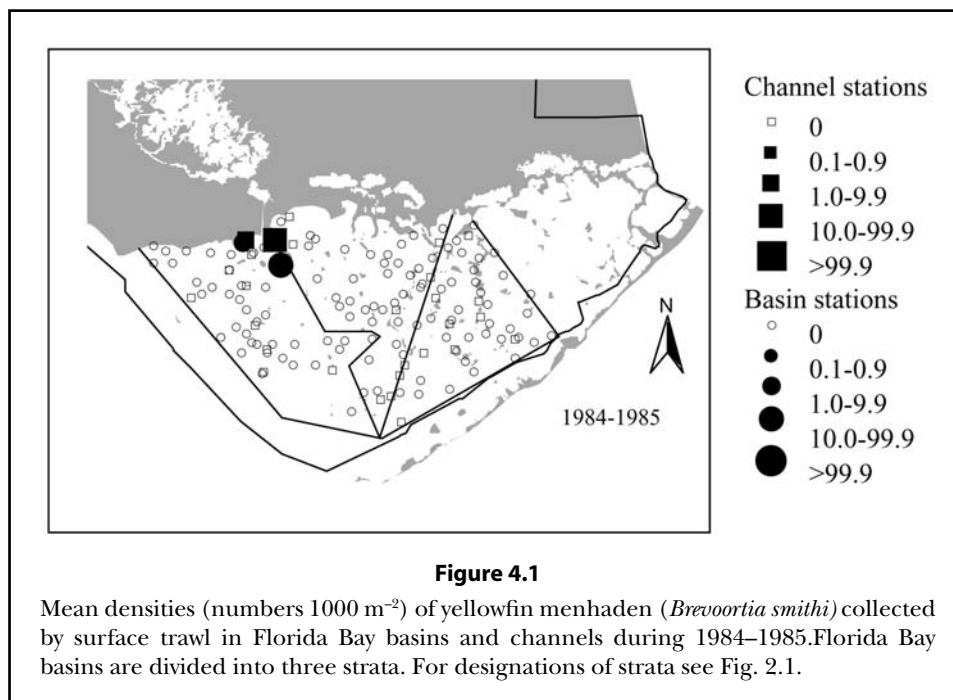 Channel stations
0
0.1-0.9
1.0-9.9
10.0-99.9
>99.9
Basin stations
0
0.1-0.9
1.0-9.9
10.0-99.9
>99.9
N
1984-1985
Figure 4.1
Mean densities (numbers 1000 m⁻²) of yellowfin menhaden (Brevoortia smithi) collected
by surface trawl in Florida Bay basins and channels during 1984–1985.Florida Bay
basins are divided into three strata. For designations of strata see Fig. 2.1.